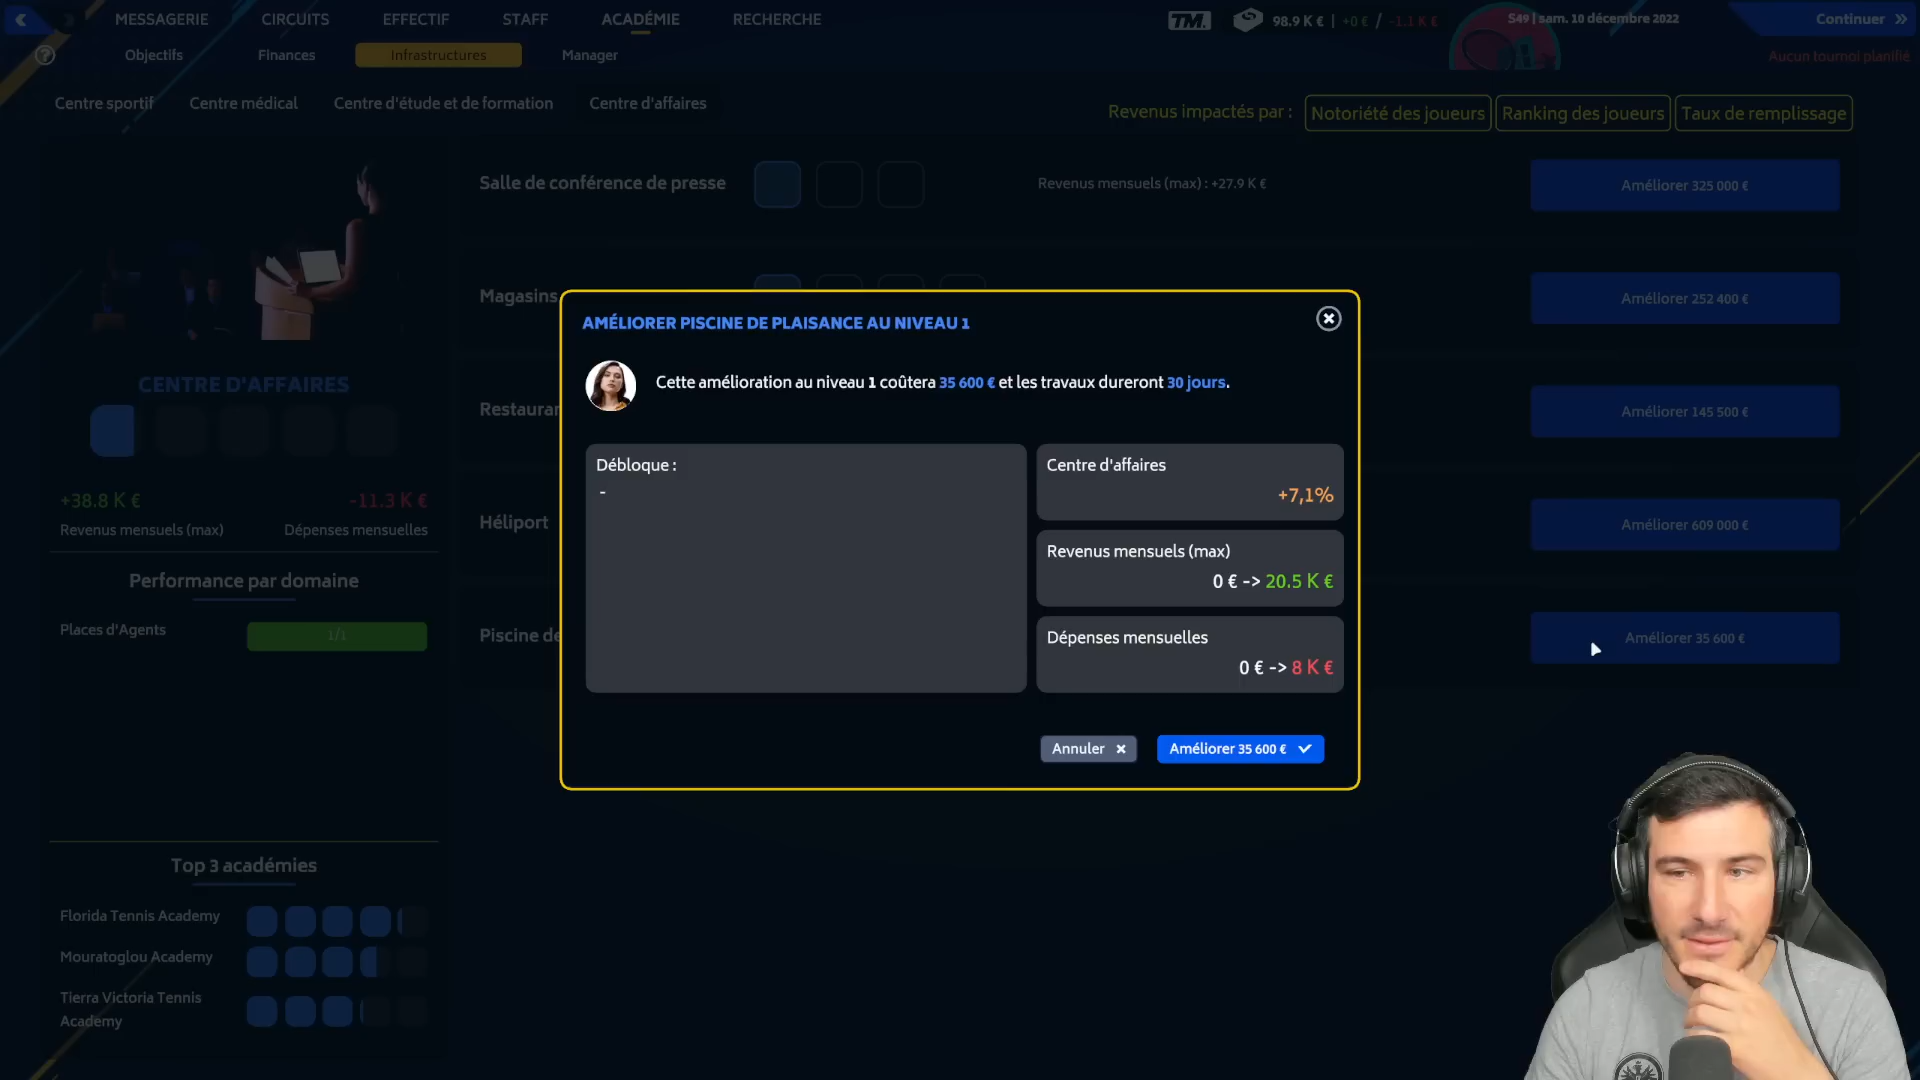 MESSAGERIE CIRCUITS EFFECTIF STAFF ACADÉMIE RECHERCHE
TM. 98.9 K € | +0 € / -1.1 K €
S49 | sam. 10 décembre 2022
Continuer
Objectifs Finances Infrastructures Manager
Aucun tournoi planifié
Centre sportif Centre médical Centre d'étude et de formation Centre d'affaires
Revenus impactés par : Notoriété des joueurs Ranking des joueurs Taux de remplissage
Salle de conférence de presse
Revenus mensuels (max) : +27.9 K €
Améliorer 325 000 €
Magasins
Améliorer 252 400 €
Restauran
Améliorer 145 500 €
Héliport
Améliorer 609 000 €
Piscine de
Améliorer 35 600 €
CENTRE D'AFFAIRES
+38.8 K € -11.3 K €
Revenus mensuels (max) Dépenses mensuelles
Performance par domaine
Places d'Agents 1/1
Top 3 académies
Florida Tennis Academy
Mouratoglou Academy
Tierra Victoria Tennis
Academy
AMÉLIORER PISCINE DE PLAISANCE AU NIVEAU 1
Cette amélioration au niveau 1 coûtera 35 600 € et les travaux dureront 30 jours.
Débloque :
-
Centre d'affaires
+7,1%
Revenus mensuels (max)
0 € -> 20.5 K €
Dépenses mensuelles
0 € -> 8 K €
Annuler
Améliorer 35 600 €